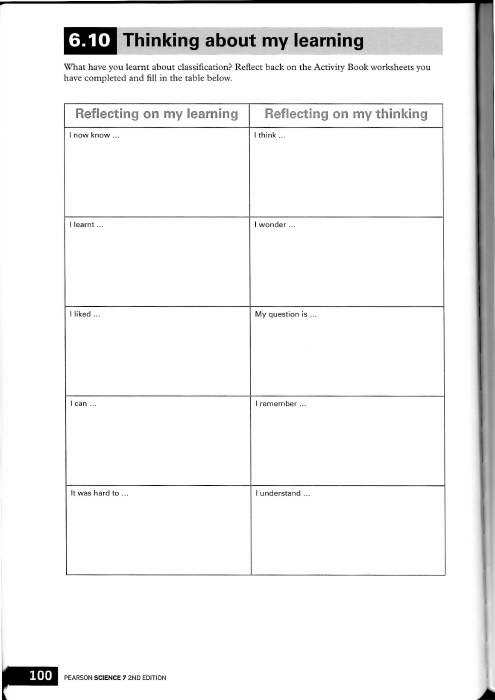 6.10 Thinking about my learning
What have you learnt about classification? Reflect back on the Activity Book worksheets you
have completed and fill in the table below.
Reflecting on my learning Reflecting on my thinking
I now know ... I think ...
I learnt ... I wonder ...
I liked ... My question is ...
I can ... I remember ...
It was hard to ... I understand ...
100 PEARSON SCIENCE 7 2ND EDITION